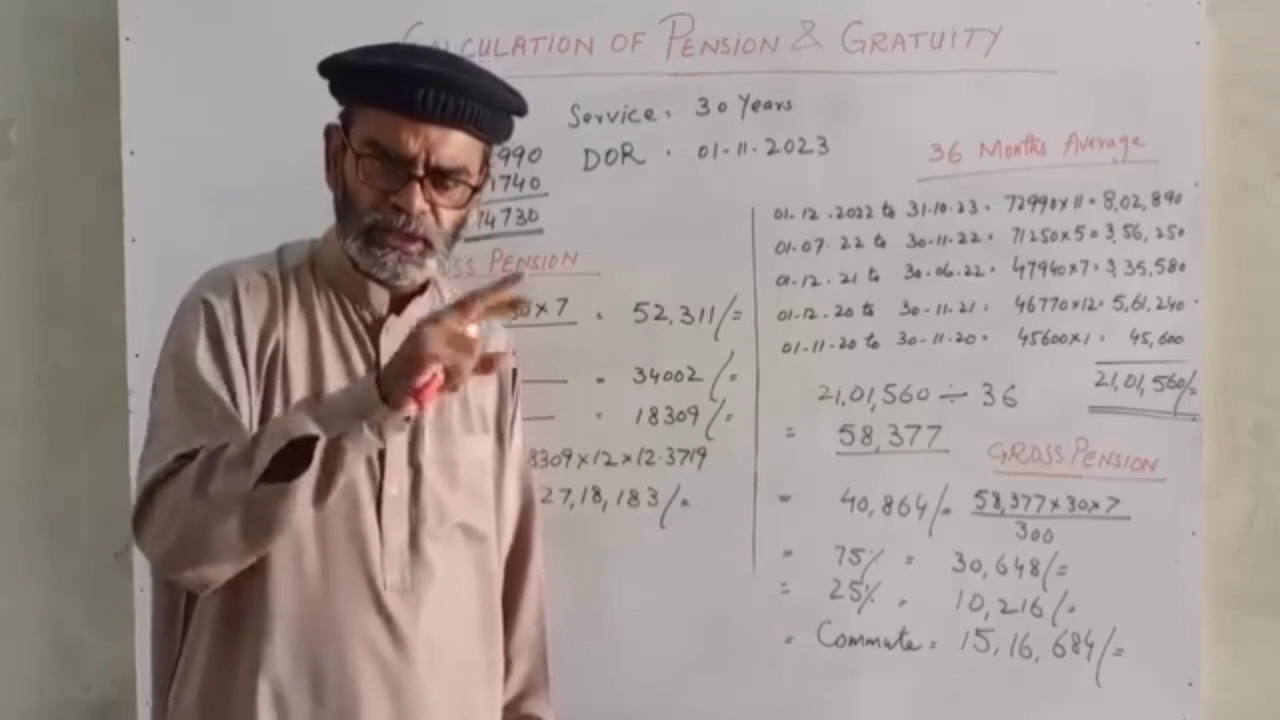 CALCULATION OF PENSION & GRATUITY
Service = 30 Years
DOR . 01-11-2023
990
1740
14730
SS PENSION
30x7 = 52,311/=
= 34002/=
= 18309/=
8309x12x12.3719
27,18,183/=
36 Months Average
01-12-2022 to 31-10-23 = 72990x11 = 8,02,890
01-07-22 to 30-11-22 = 71250x5 = 3,56,250
01-12-21 to 30-06-22 = 47940x7 = 3,35,580
01-12-20 to 30-11-21 = 46770x12 = 5,61,240
01-11-20 to 30-11-20 = 45600x1 = 45,600
21,01,560/=
21,01,560 ÷ 36
= 58,377
GROSS PENSION
= 40,864/= 58,377x30x7
300
= 75% = 30,648/=
= 25% = 10,216/=
= Commute = 15,16,684/=